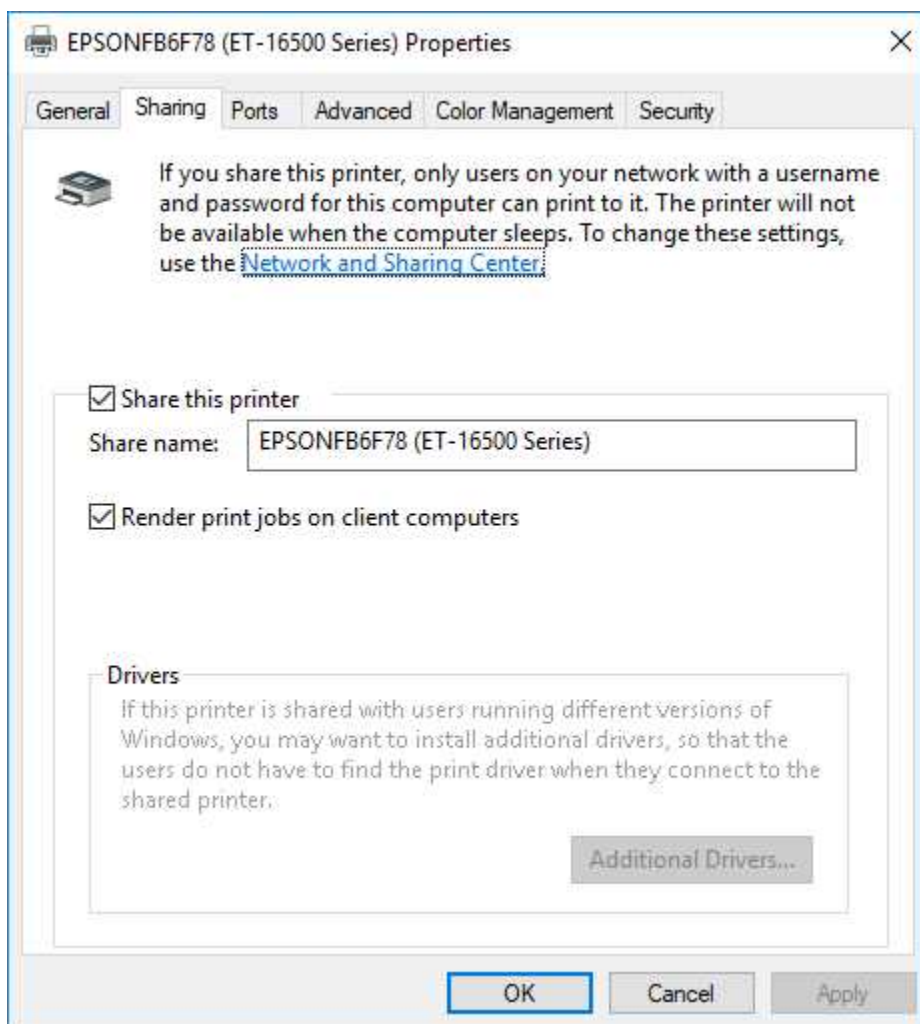 EPSONFB6F78 (ET-16500 Series) Properties
General Sharing Ports Advanced Color Management Security
If you share this printer, only users on your network with a username
and password for this computer can print to it. The printer will not
be available when the computer sleeps. To change these settings,
use the Network and Sharing Center.
Share this printer
Share name: EPSONFB6F78 (ET-16500 Series)
Render print jobs on client computers
Drivers
If this printer is shared with users running different versions of
Windows, you may want to install additional drivers, so that the
users do not have to find the print driver when they connect to the
shared printer.
Additional Drivers...
OK Cancel Apply